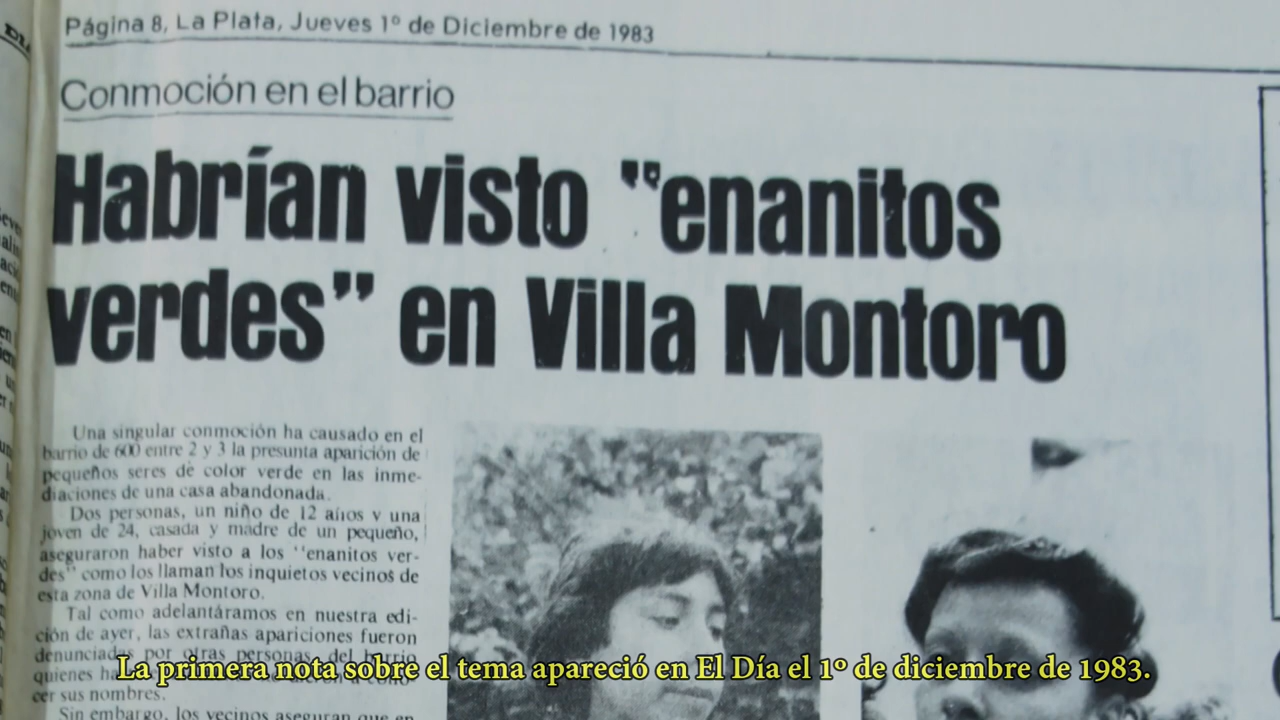 Página 8, La Plata, Jueves 1º de Diciembre de 1983
Conmoción en el barrio
Habrían visto "enanitos
verdes" en Villa Montoro
Una singular conmoción ha causado en el
barrio de 600 entre 2 y 3 la presunta aparición de
pequeños seres de color verde en las inme-
diaciones de una casa abandonada.
Dos personas, un niño de 12 años y una
joven de 24, casada y madre de un pequeño,
aseguraron haber visto a los "enanitos ver-
des" como los llaman los inquietos vecinos de
esta zona de Villa Montoro.
Tal como adelantáramos en nuestra edi-
ción de ayer, las extrañas apariciones fueron
denunciadas por otras personas del barrio
quienes
cer sus nombres.
Sin embargo, los vecinos aseguran que en
La primera nota sobre el tema apareció en El Día el 1º de diciembre de 1983.